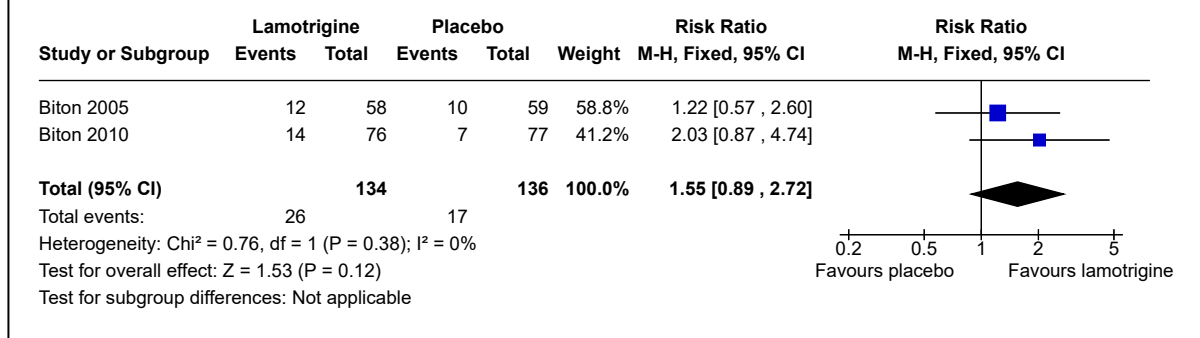 Lamotrigine Placebo Risk Ratio Risk Ratio
Study or Subgroup Events Total Events Total Weight M-H, Fixed, 95% CI M-H, Fixed, 95% CI
Biton 2005 12 58 10 59 58.8% 1.22 [0.57 , 2.60]
Biton 2010 14 76 7 77 41.2% 2.03 [0.87 , 4.74]
Total (95% CI) 134 136 100.0% 1.55 [0.89 , 2.72]
Total events: 26 17
Heterogeneity: Chi² = 0.76, df = 1 (P = 0.38); I² = 0%
0.2 0.5 1 2 5
Test for overall effect: Z = 1.53 (P = 0.12)
Favours placebo Favours lamotrigine
Test for subgroup differences: Not applicable